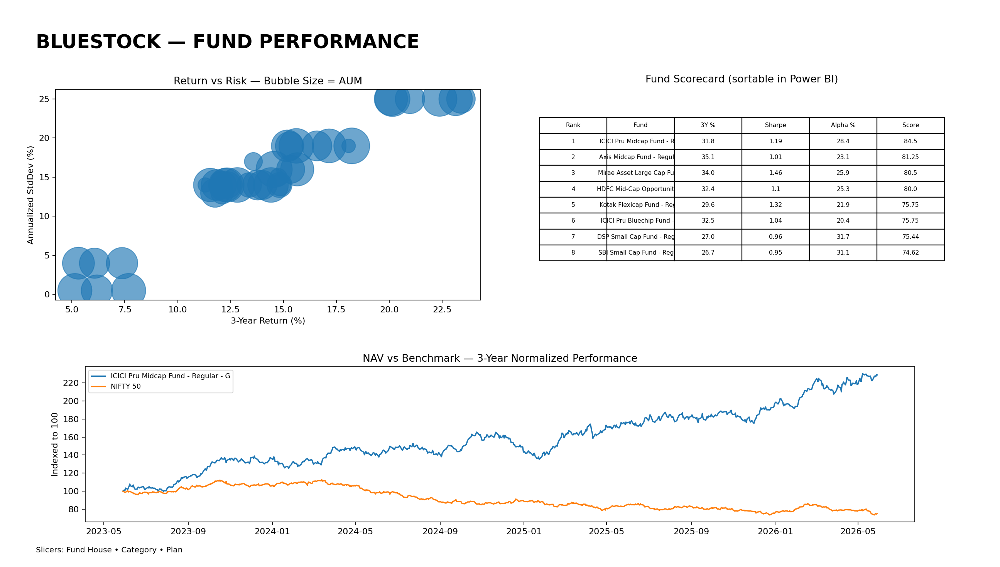 BLUESTOCK — FUND PERFORMANCE
Return vs Risk — Bubble Size = AUM
Annualized StdDev (%)
25
20
15
10
5
0
5.0 7.5 10.0 12.5 15.0 17.5 20.0 22.5
3-Year Return (%)
Fund Scorecard (sortable in Power BI)
Rank Fund 3Y % Sharpe Alpha % Score
1 ICICI Pru Midcap Fund - R 31.8 1.19 28.4 84.5
2 Axis Midcap Fund - Regul 35.1 1.01 23.1 81.25
3 Mirae Asset Large Cap Fu 34.0 1.46 25.9 80.5
4 HDFC Mid-Cap Opportunit 32.4 1.1 25.3 80.0
5 Kotak Flexicap Fund - Reg 29.6 1.32 21.9 75.75
6 ICICI Pru Bluechip Fund - 32.5 1.04 20.4 75.75
7 DSP Small Cap Fund - Reg 27.0 0.96 31.7 75.44
8 SBI Small Cap Fund - Reg 26.7 0.95 31.1 74.62
NAV vs Benchmark — 3-Year Normalized Performance
ICICI Pru Midcap Fund - Regular - G
NIFTY 50
Indexed to 100
220
200
180
160
140
120
100
80
2023-05 2023-09 2024-01 2024-05 2024-09 2025-01 2025-05 2025-09 2026-01 2026-05
Slicers: Fund House • Category • Plan